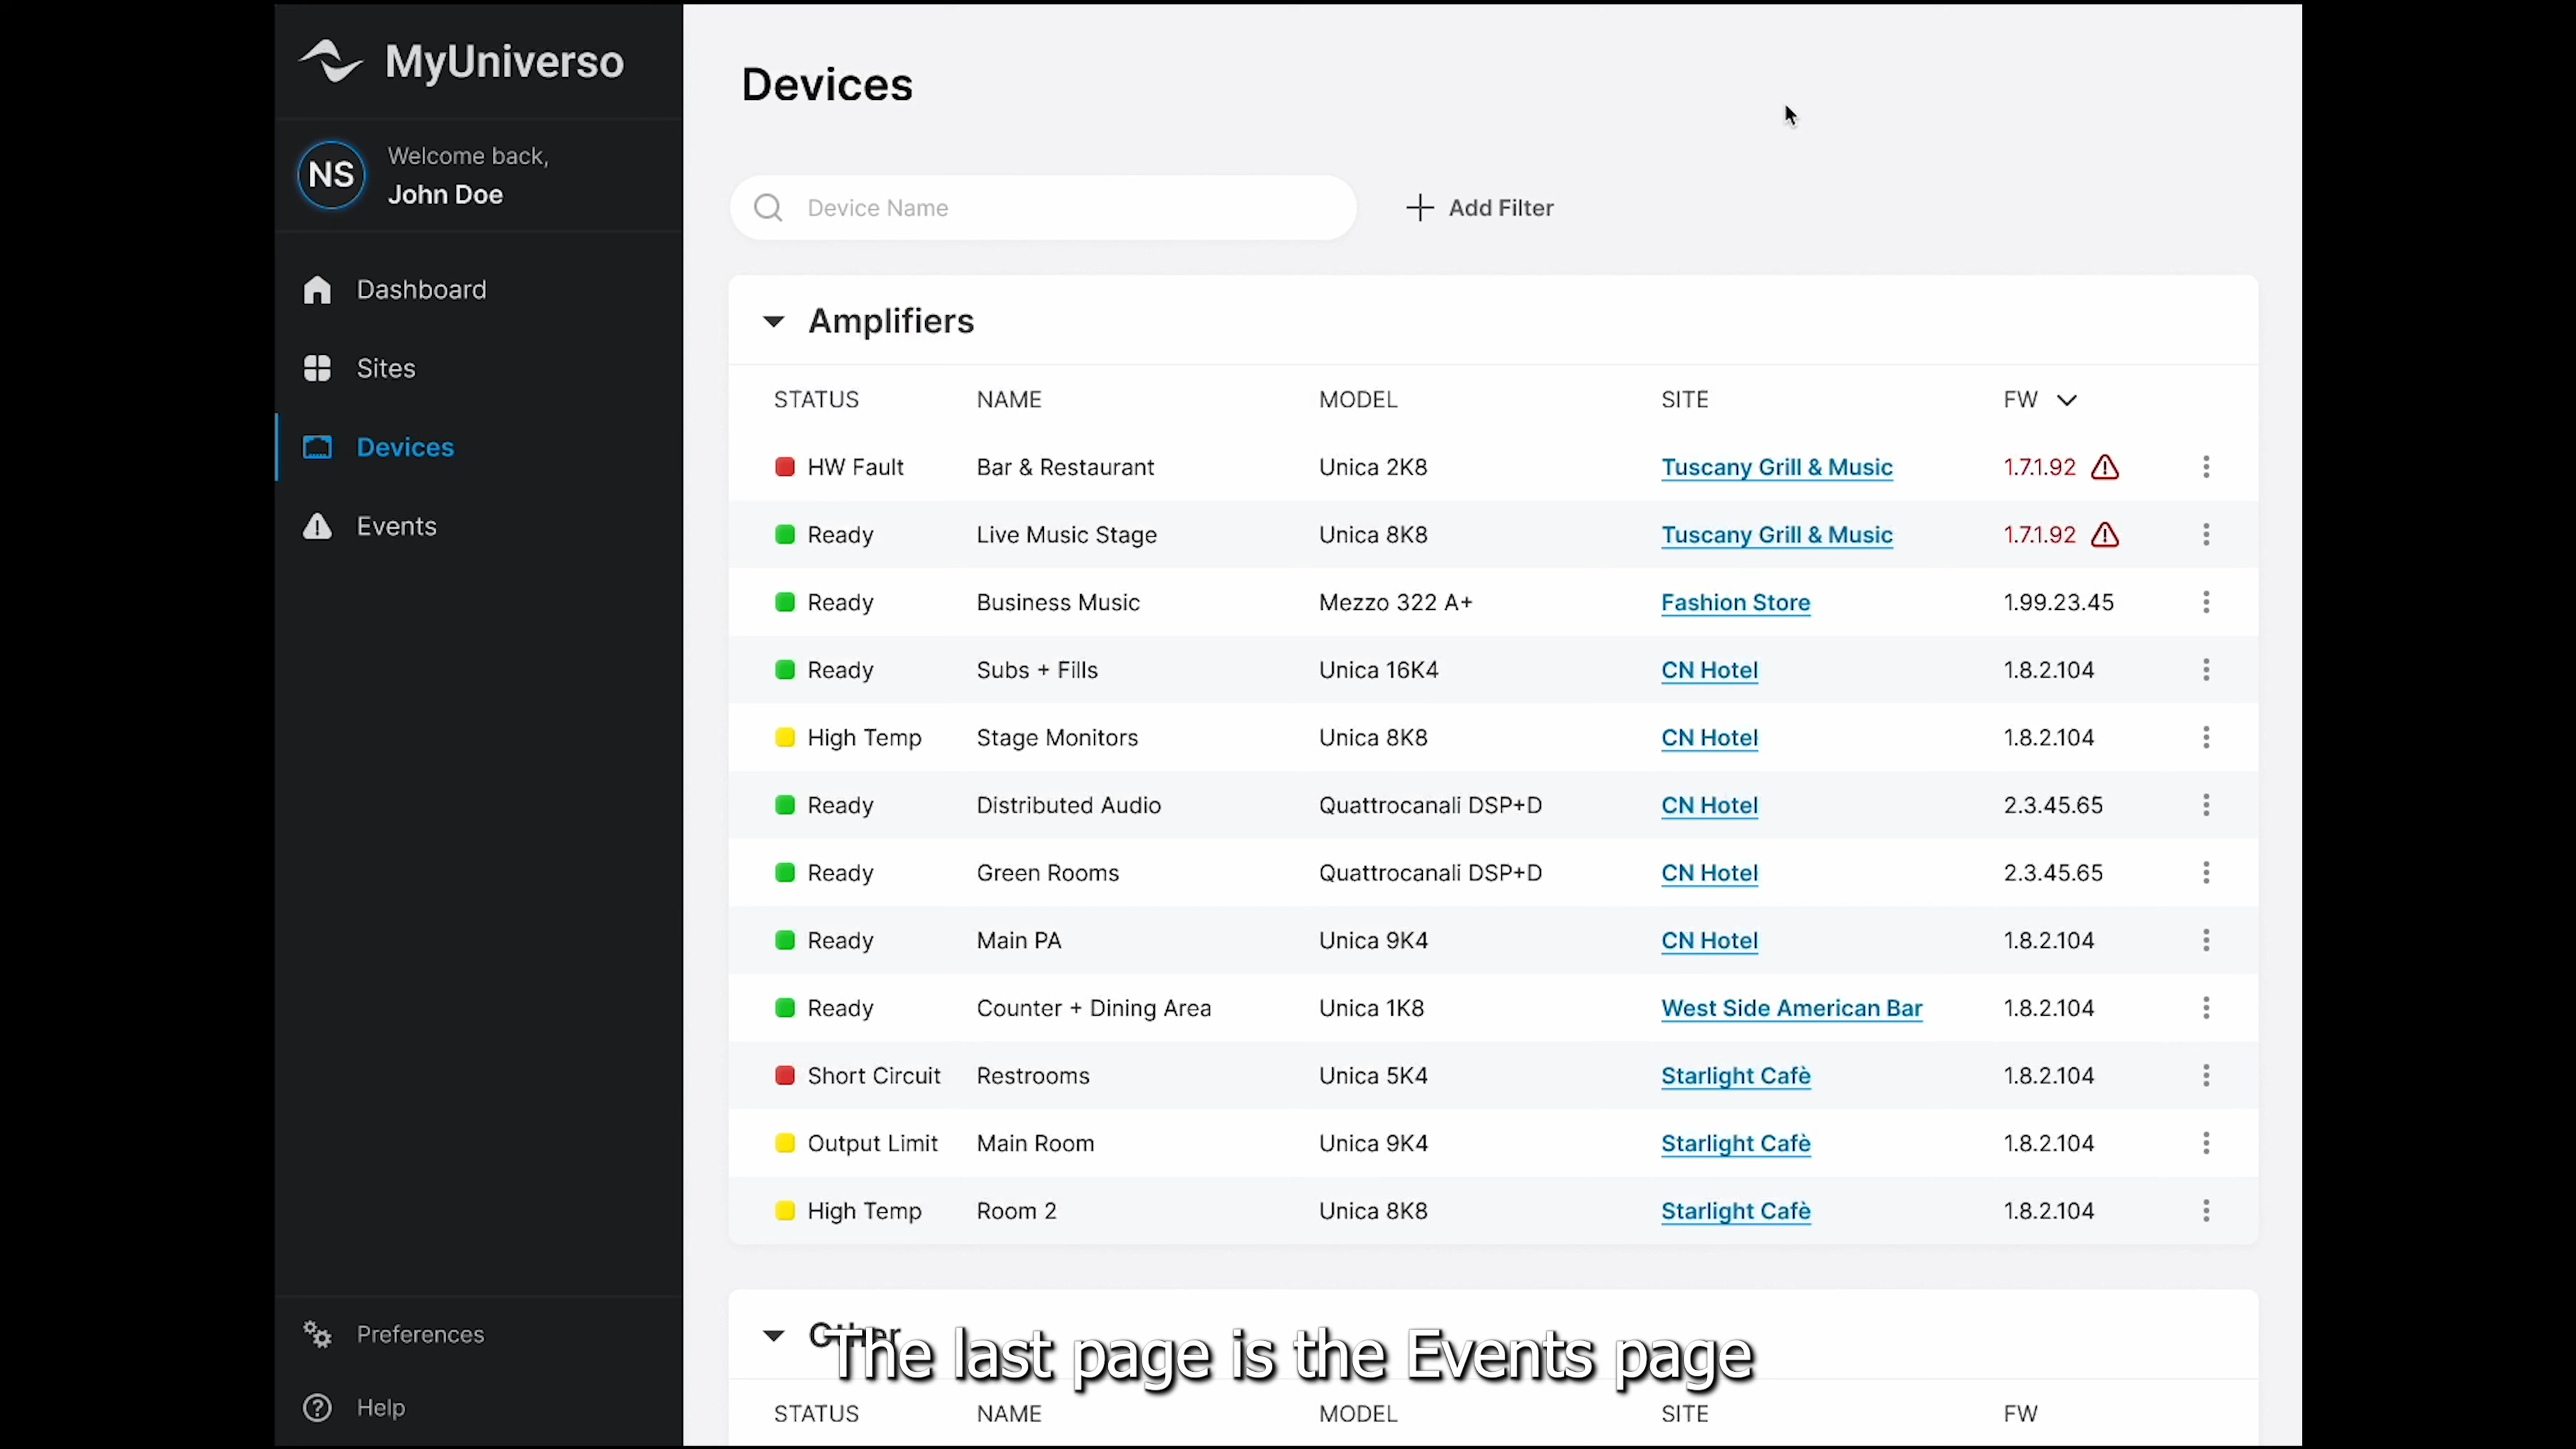 MyUniverso
NS
Welcome back,
John Doe
Dashboard
Sites
Devices
Events
Preferences
Help
Devices
Device Name
Add Filter
Amplifiers
STATUS NAME MODEL SITE FW
HW Fault Bar & Restaurant Unica 2K8 Tuscany Grill & Music 1.7.1.92
Ready Live Music Stage Unica 8K8 Tuscany Grill & Music 1.7.1.92
Ready Business Music Mezzo 322 A+ Fashion Store 1.99.23.45
Ready Subs + Fills Unica 16K4 CN Hotel 1.8.2.104
High Temp Stage Monitors Unica 8K8 CN Hotel 1.8.2.104
Ready Distributed Audio Quattrocanali DSP+D CN Hotel 2.3.45.65
Ready Green Rooms Quattrocanali DSP+D CN Hotel 2.3.45.65
Ready Main PA Unica 9K4 CN Hotel 1.8.2.104
Ready Counter + Dining Area Unica 1K8 West Side American Bar 1.8.2.104
Short Circuit Restrooms Unica 5K4 Starlight Cafè 1.8.2.104
Output Limit Main Room Unica 9K4 Starlight Cafè 1.8.2.104
High Temp Room 2 Unica 8K8 Starlight Cafè 1.8.2.104
Other
The last page is the Events page
STATUS NAME MODEL SITE FW